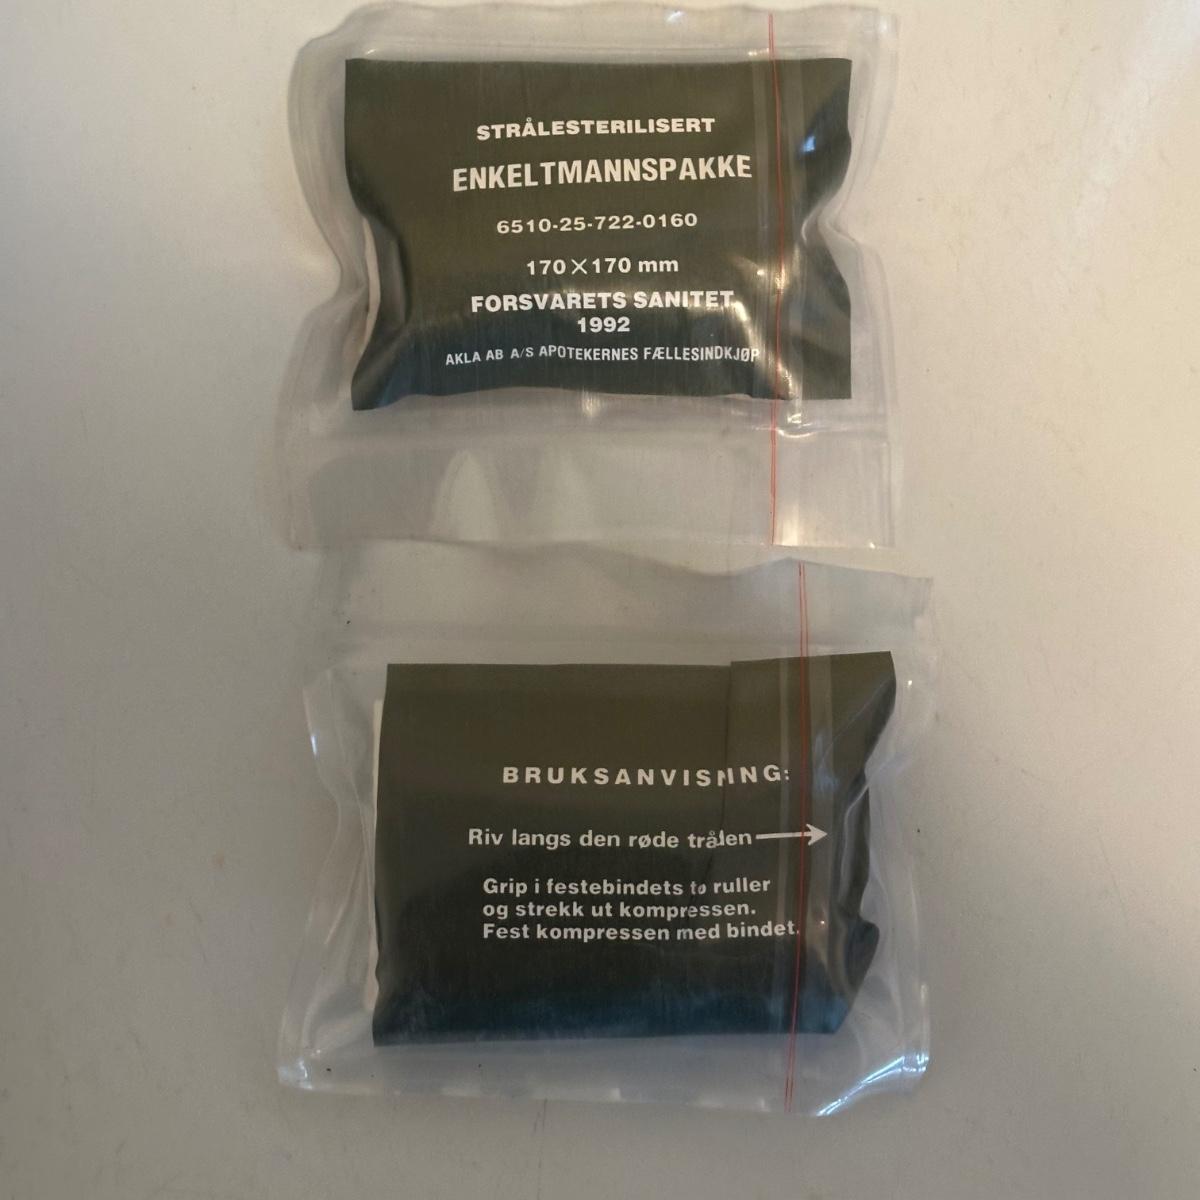 STRÅLESTERILISERT
ENKELTMANNSPAKKE
6510-25-722-0160
170×170 mm
FORSVARETS SANITET
1992
AKLA AB A/S APOTEKERNES FÆLLESINDKJØP
BRUKSANVISNING:
Riv langs den røde tråden→
Grip i festebindets to ruller
og strekk ut kompressen.
Fest kompressen med bindet.